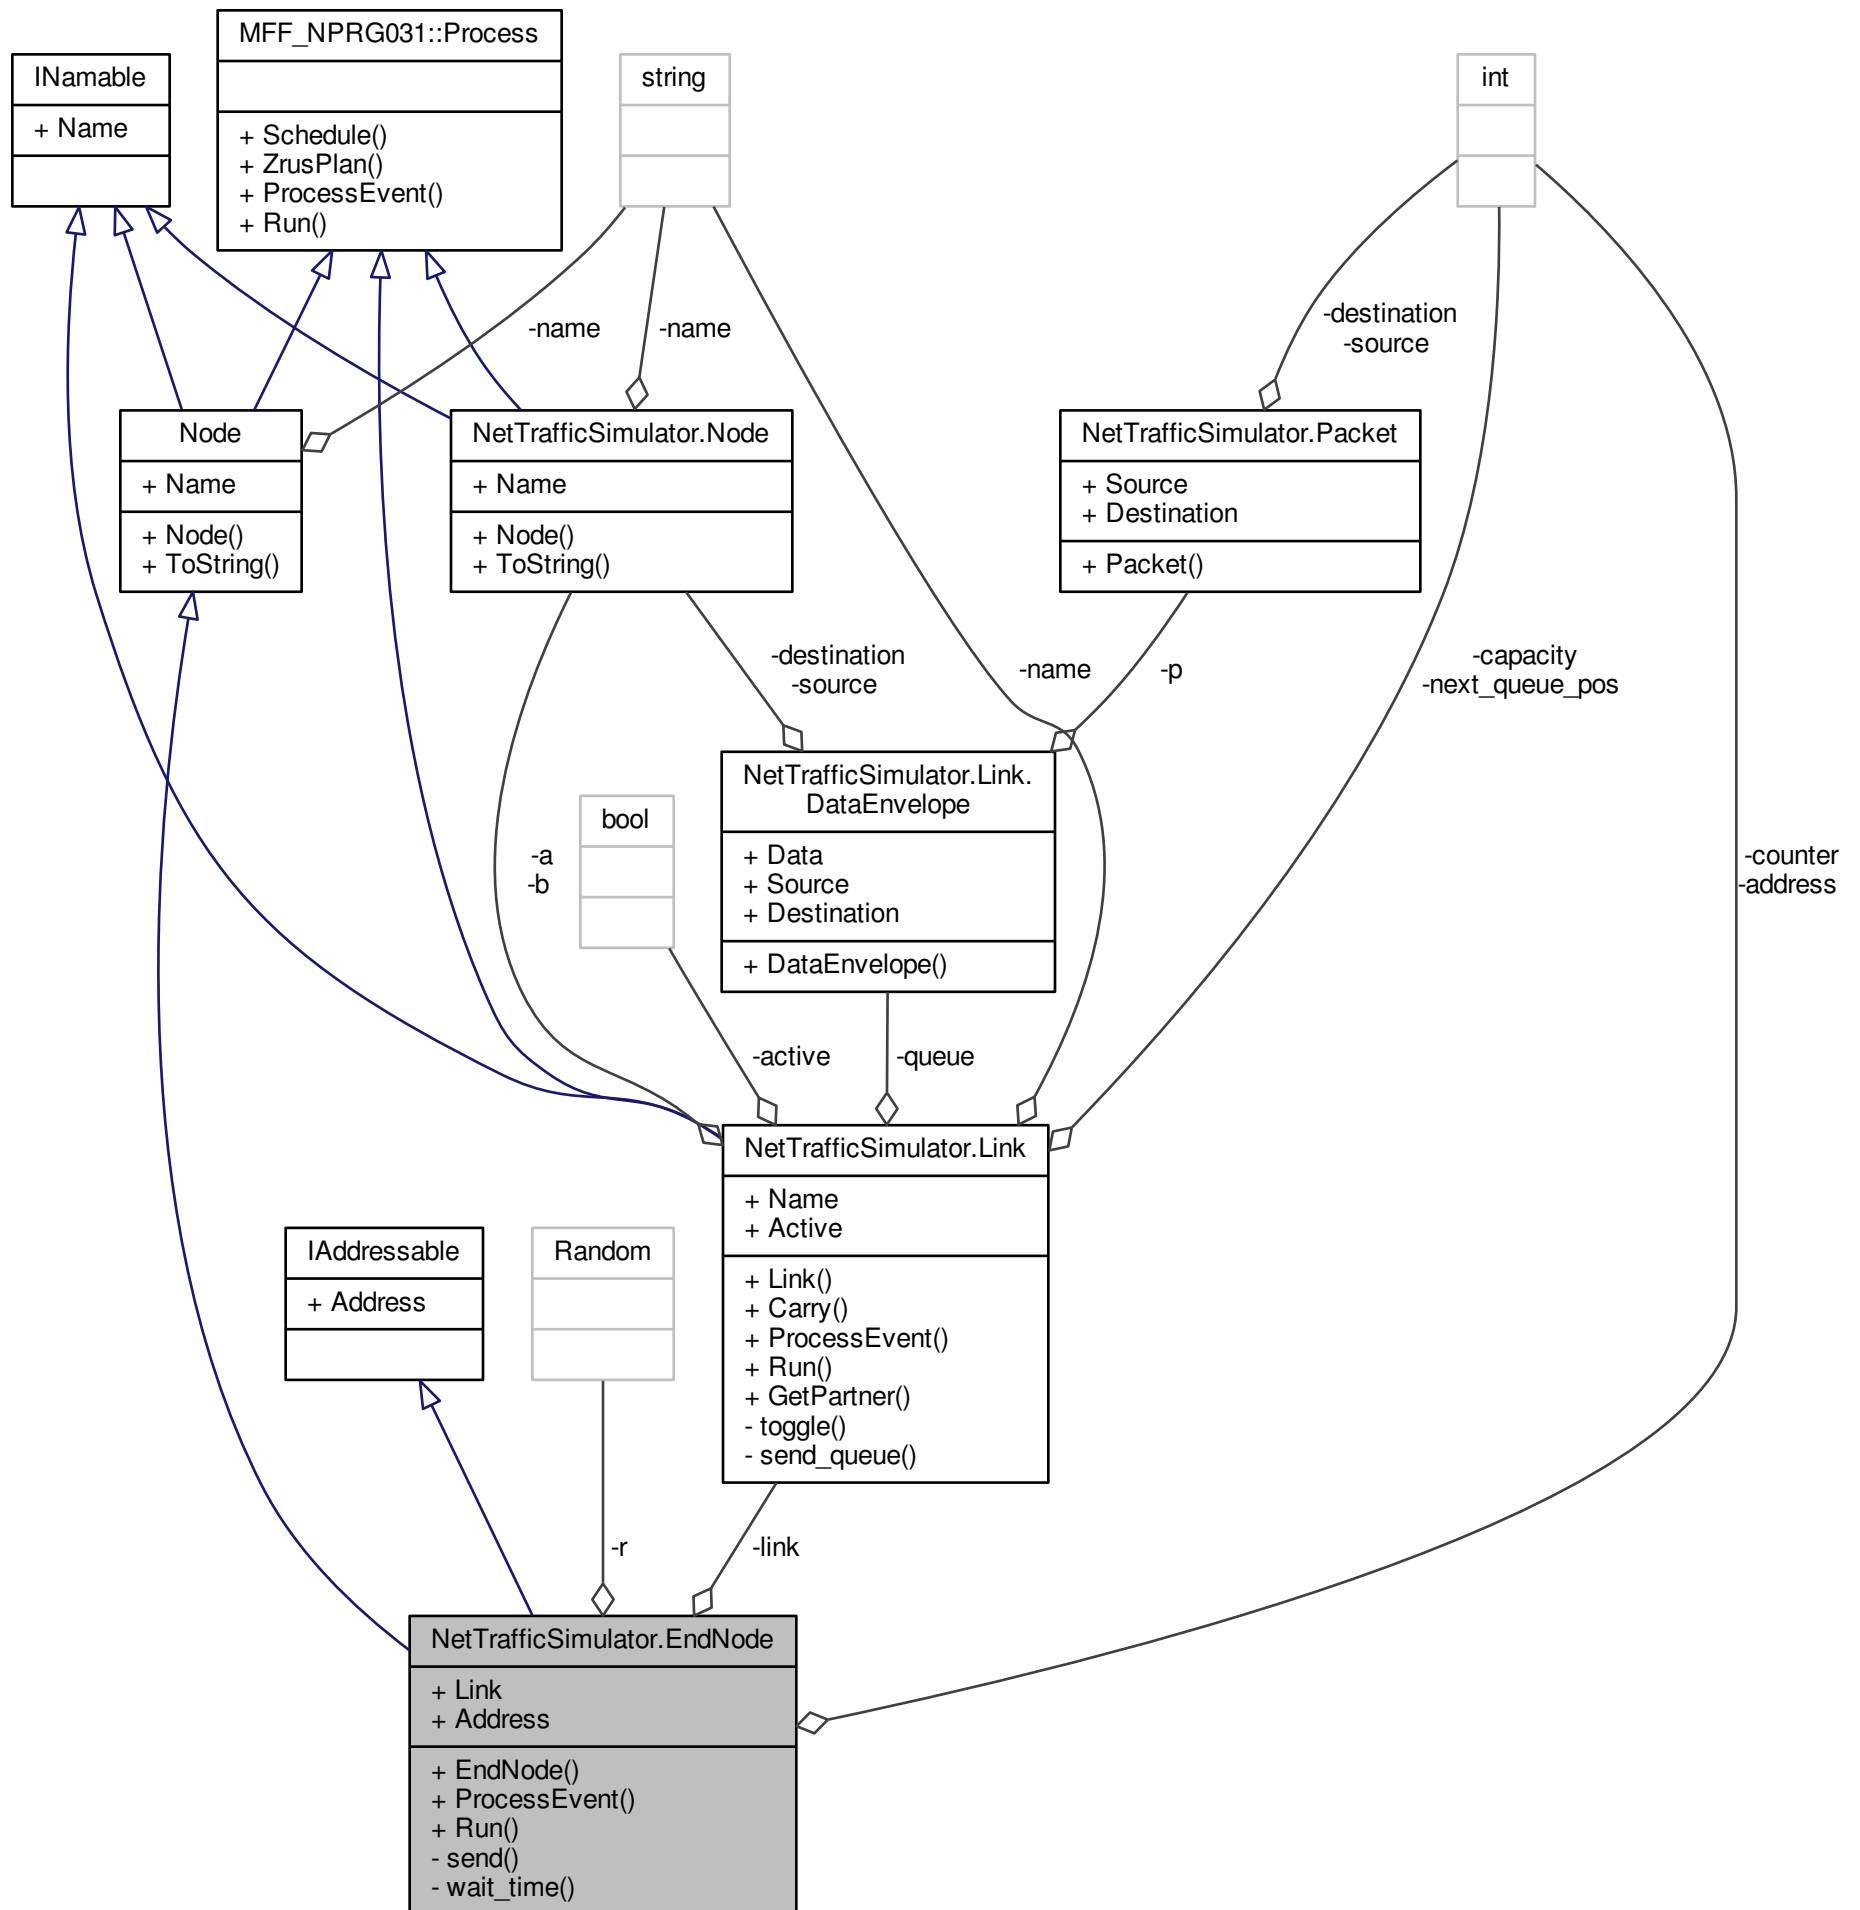 MFF_NPRG031::Process
+ Schedule()
+ ZrusPlan()
+ ProcessEvent()
+ Run()
INamable
+ Name
string
int
-name
-name
-destination
-source
Node
+ Name
+ Node()
+ ToString()
NetTrafficSimulator.Node
+ Name
+ Node()
+ ToString()
NetTrafficSimulator.Packet
+ Source
+ Destination
+ Packet()
-destination
-source
-name
-p
-capacity
-next_queue_pos
bool
NetTrafficSimulator.Link.
DataEnvelope
+ Data
+ Source
+ Destination
+ DataEnvelope()
-a
-b
-counter
-address
-active
-queue
NetTrafficSimulator.Link
+ Name
+ Active
+ Link()
+ Carry()
+ ProcessEvent()
+ Run()
+ GetPartner()
- toggle()
- send_queue()
IAddressable
+ Address
Random
-r
-link
NetTrafficSimulator.EndNode
+ Link
+ Address
+ EndNode()
+ ProcessEvent()
+ Run()
- send()
- wait_time()